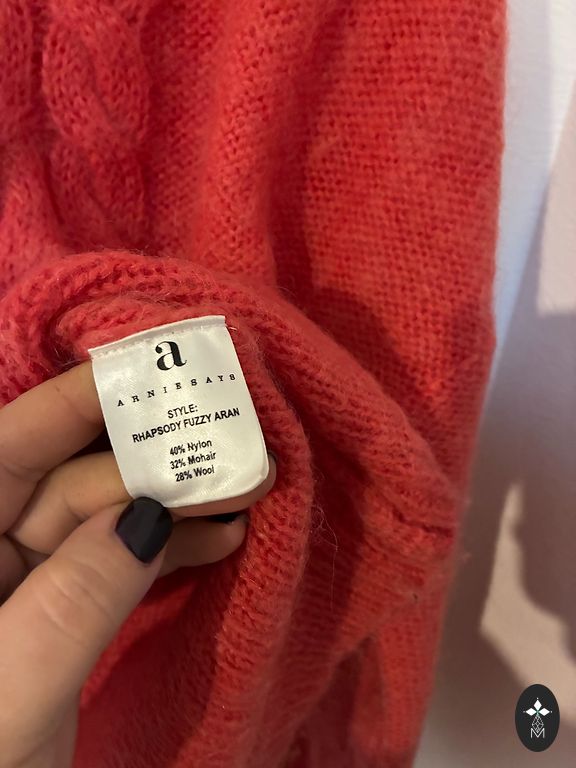 a
ARNIESAYS
STYLE:
RHAPSODY FUZZY ARAN
40% Nylon
32% Mohair
28% Wool
M